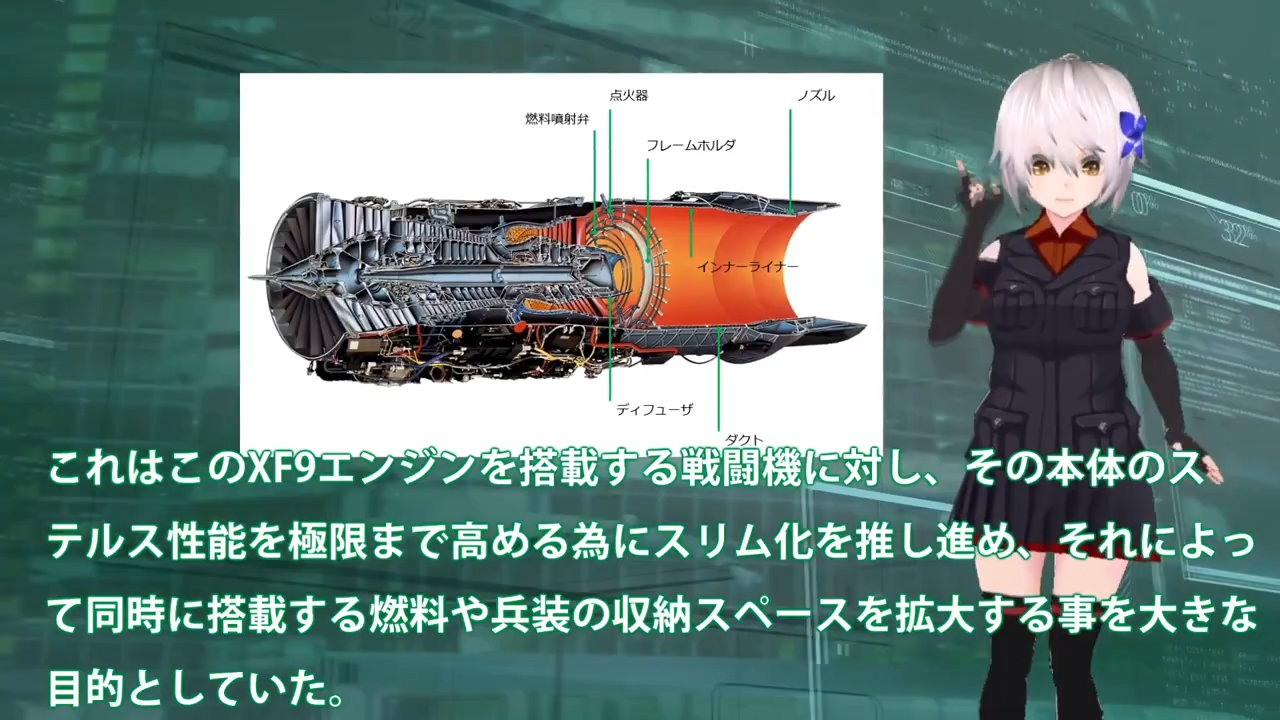 点火器
ノズル
燃料噴射弁
フレームホルダ
インナーライナー
ディフューザ
ダクト
これはこのXF9エンジンを搭載する戦闘機に対し、その本体のス
テルス性能を極限まで高める為にスリム化を推し進め、それによっ
て同時に搭載する燃料や兵装の収納スペースを拡大する事を大きな
目的としていた。